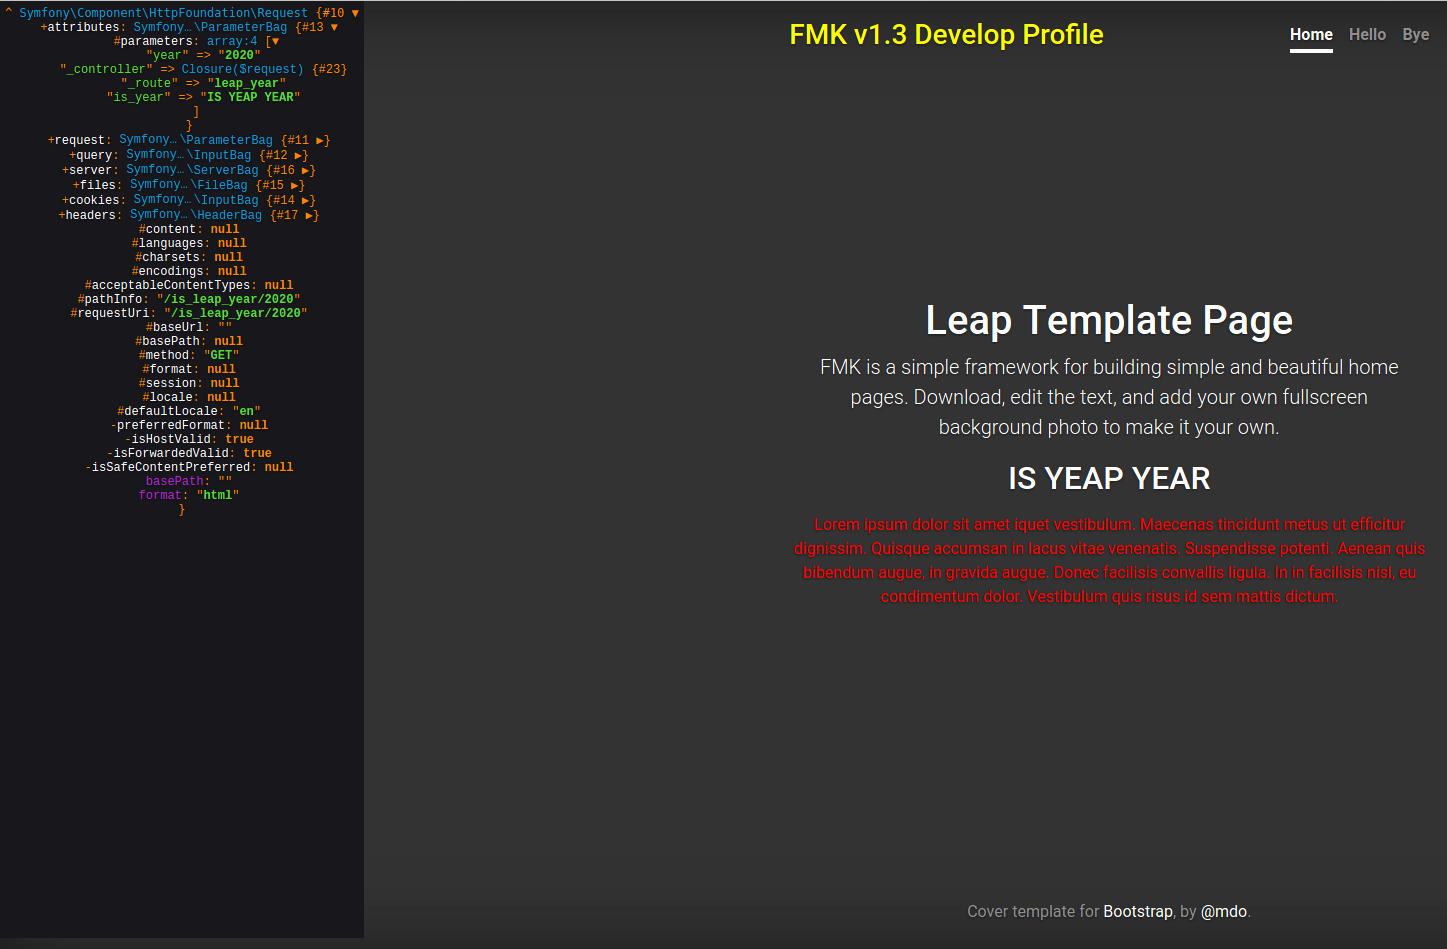 ^ Symfony\Component\HttpFoundation\Request {#10 ▼
+attributes: Symfony…\ParameterBag {#13 ▼
#parameters: array:4 [▼
"year" => "2020"
"_controller" => Closure($request) {#23}
"_route" => "leap_year"
"is_year" => "IS YEAP YEAR"
]
}
+request: Symfony…\ParameterBag {#11 ▶}
+query: Symfony…\InputBag {#12 ▶}
+server: Symfony…\ServerBag {#16 ▶}
+files: Symfony…\FileBag {#15 ▶}
+cookies: Symfony…\InputBag {#14 ▶}
+headers: Symfony…\HeaderBag {#17 ▶}
#content: null
#languages: null
#charsets: null
#encodings: null
#acceptableContentTypes: null
#pathInfo: "/is_leap_year/2020"
#requestUri: "/is_leap_year/2020"
#baseUrl: ""
#basePath: null
#method: "GET"
#format: null
#session: null
#locale: null
#defaultLocale: "en"
-preferredFormat: null
-isHostValid: true
-isForwardedValid: true
-isSafeContentPreferred: null
basePath: ""
format: "html"
}
FMK v1.3 Develop Profile
Home Hello Bye
Leap Template Page
FMK is a simple framework for building simple and beautiful home
pages. Download, edit the text, and add your own fullscreen
background photo to make it your own.
IS YEAP YEAR
Lorem ipsum dolor sit amet iquet vestibulum. Maecenas tincidunt metus ut efficitur
dignissim. Quisque accumsan in lacus vitae venenatis. Suspendisse potenti. Aenean quis
bibendum augue, in gravida augue. Donec facilisis convallis ligula. In in facilisis nisl, eu
condimentum dolor. Vestibulum quis risus id sem mattis dictum.
Cover template for Bootstrap, by @mdo.